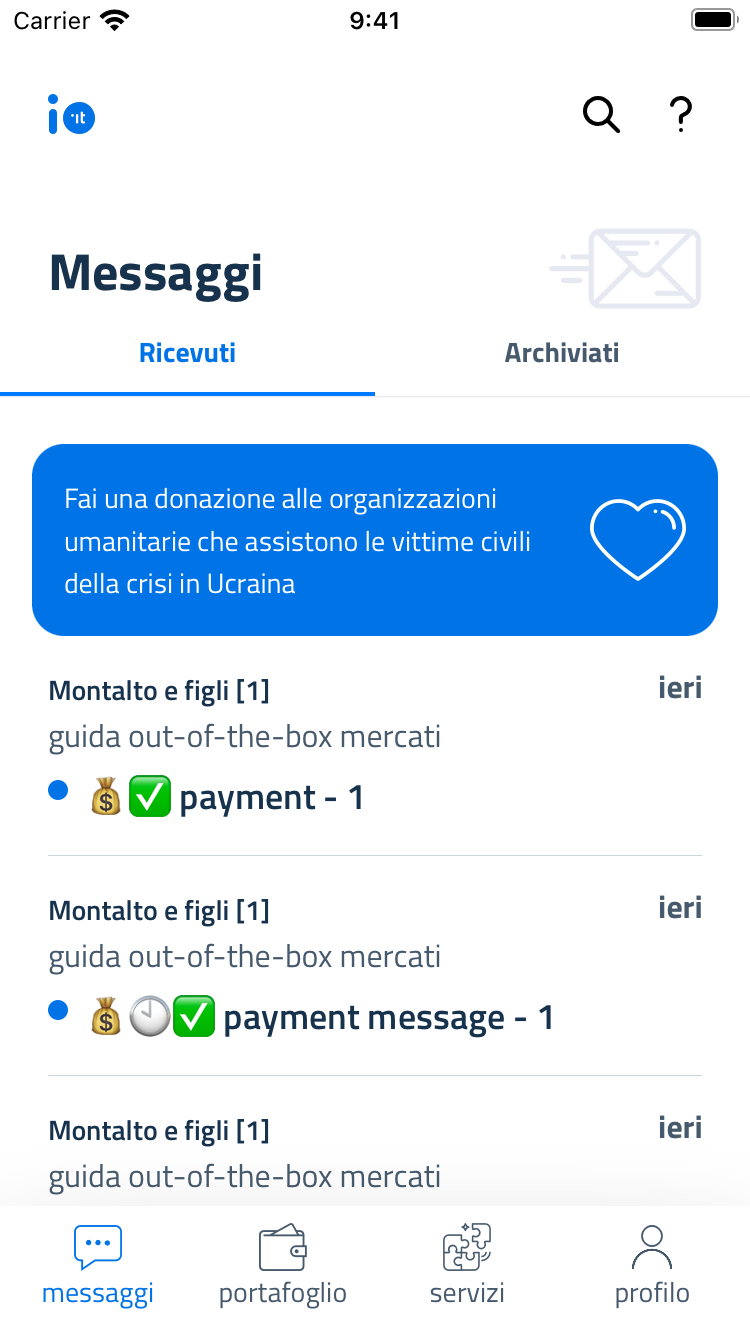 Carrier 9:41
io it
Messaggi
Ricevuti Archiviati
Fai una donazione alle organizzazioni
umanitarie che assistono le vittime civili
della crisi in Ucraina
Montalto e figli [1] ieri
guida out-of-the-box mercati
💰✅ payment - 1
Montalto e figli [1] ieri
guida out-of-the-box mercati
💰🕙✅ payment message - 1
Montalto e figli [1] ieri
guida out-of-the-box mercati
messaggi portafoglio servizi profilo